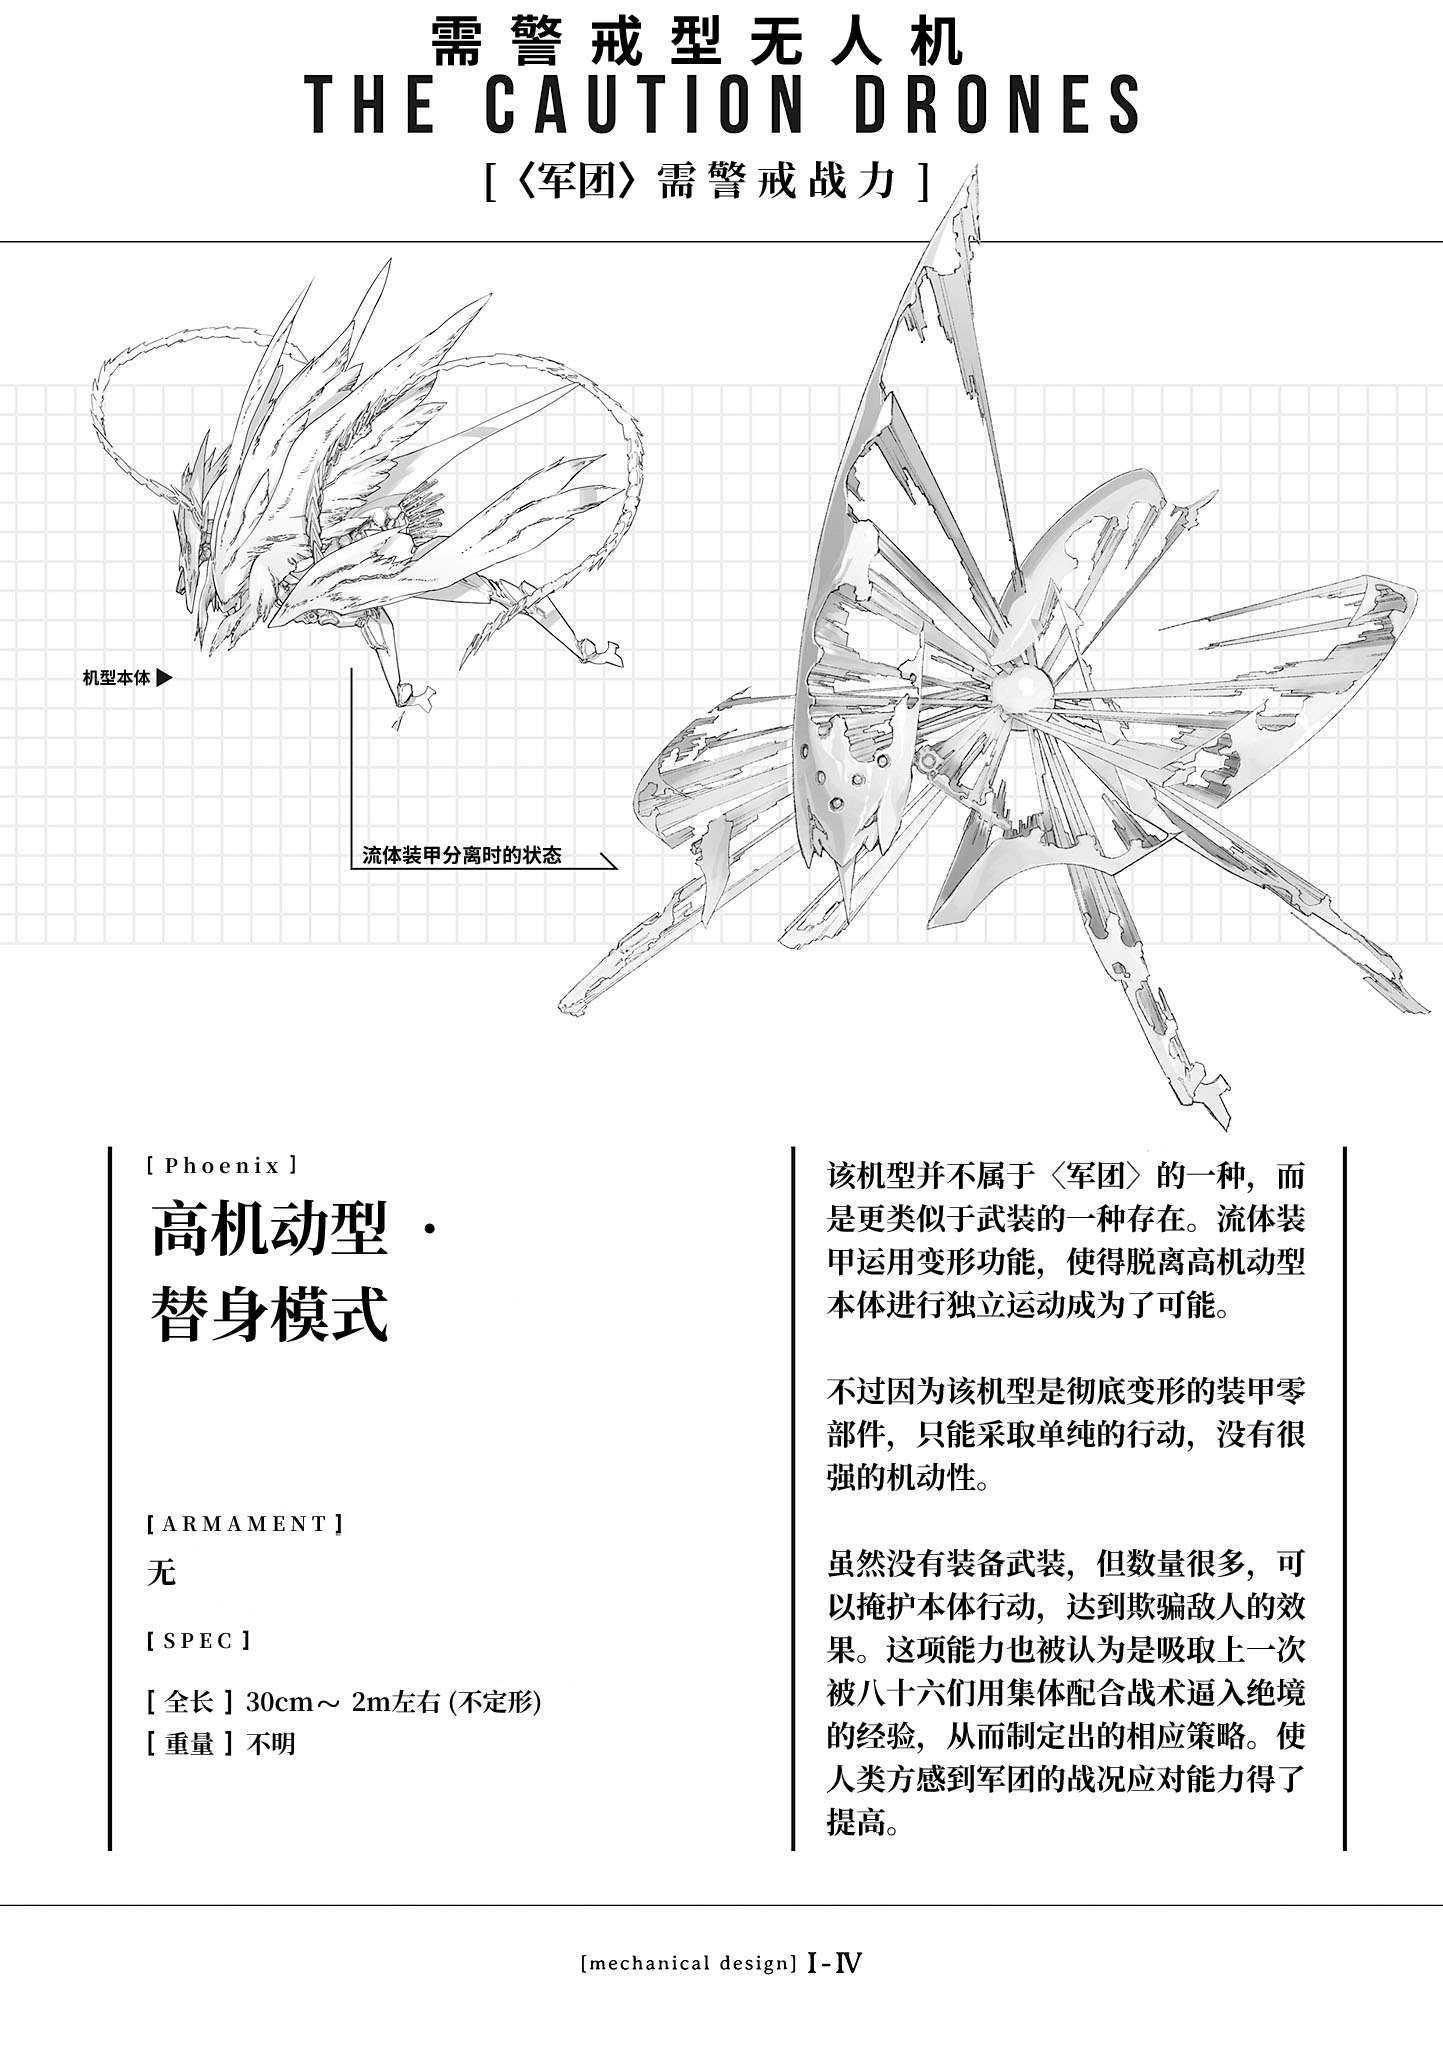 需警戒型无人机
THE CAUTION DRONES
[〈军团〉需警戒战力]
机型本体▶
流体装甲分离时的状态
[Phoenix]
高机动型・
替身模式
[ARMAMENT]
无
[SPEC]
[全长] 30cm～ 2m左右 (不定形)
[重量] 不明
该机型并不属于〈军团〉的一种，而
是更类似于武装的一种存在。流体装
甲运用变形功能，使得脱离高机动型
本体进行独立运动成为了可能。
不过因为该机型是彻底变形的装甲零
部件，只能采取单纯的行动，没有很
强的机动性。
虽然没有装备武装，但数量很多，可
以掩护本体行动，达到欺骗敌人的效
果。这项能力也被认为是吸取上一次
被八十六们用集体配合战术逼入绝境
的经验，从而制定出的相应策略。使
人类方感到军团的战况应对能力得了
提高。
[mechanical design] Ⅰ-Ⅳ